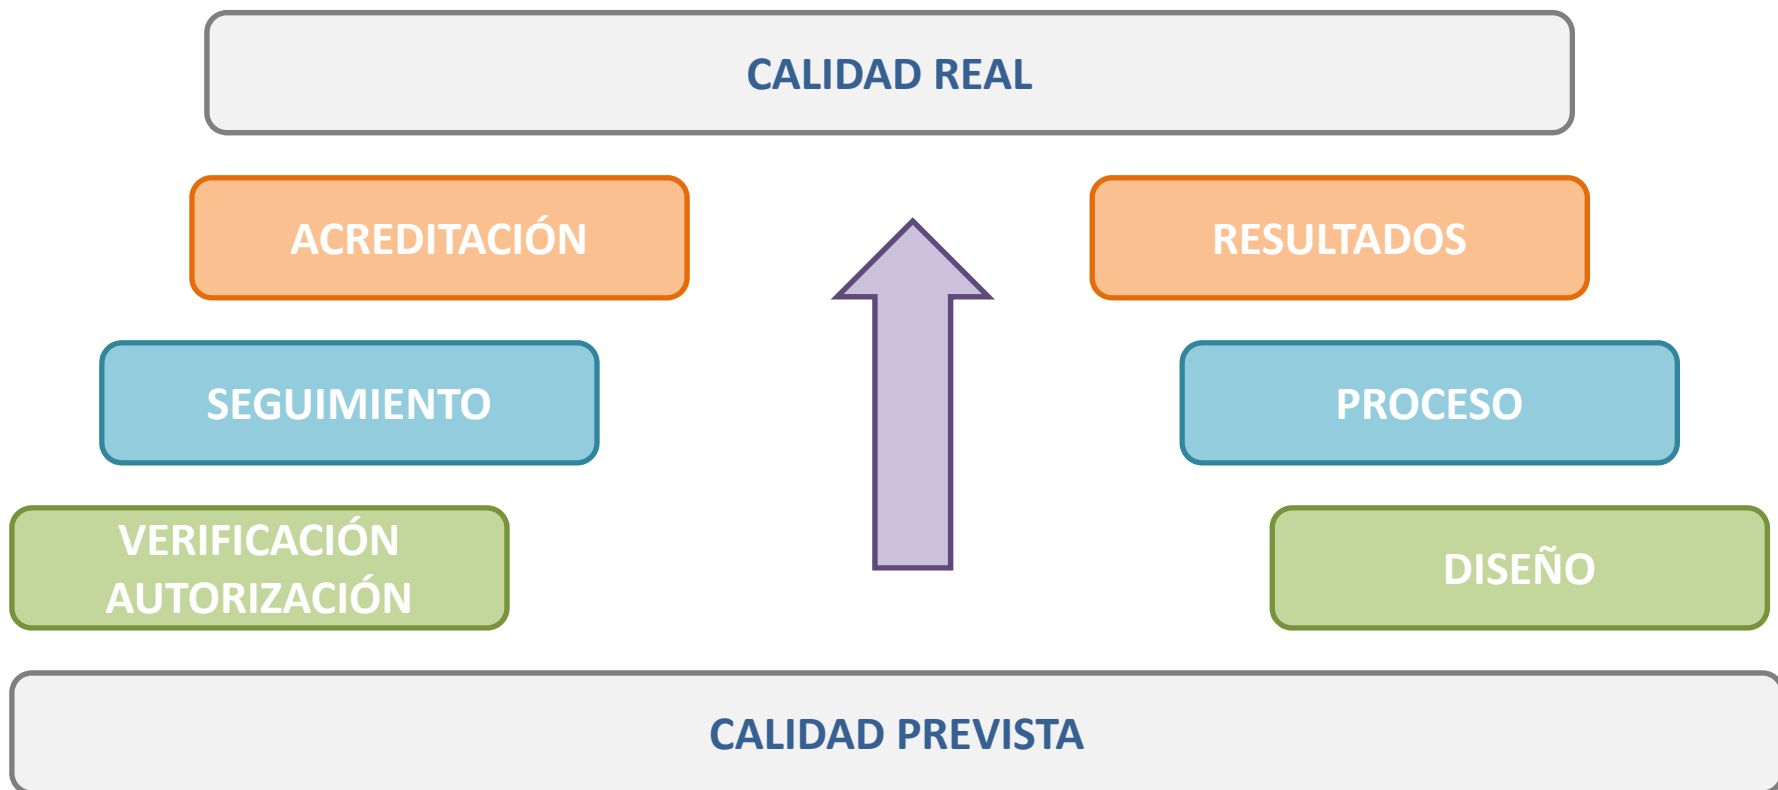 CALIDAD REAL
ACREDITACIÓN
RESULTADOS
SEGUIMIENTO
PROCESO
VERIFICACIÓN
AUTORIZACIÓN
DISEÑO
CALIDAD PREVISTA